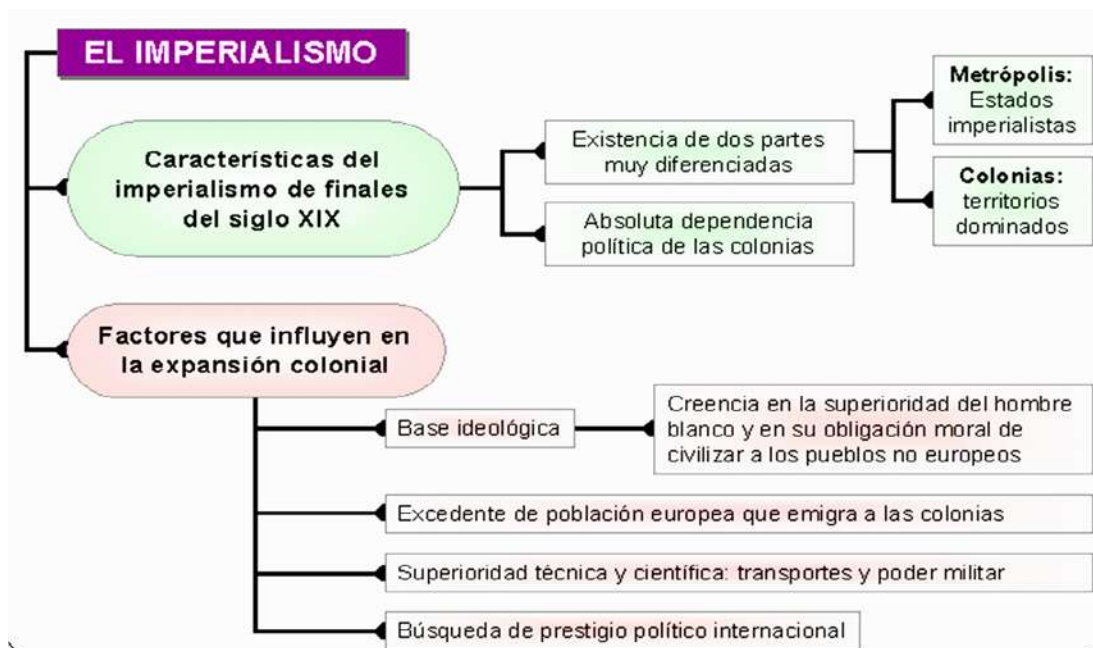 EL IMPERIALISMO
Características del
imperialismo de finales
del siglo XIX
Existencia de dos partes
muy diferenciadas
Metrópolis:
Estados
imperialistas
Colonias:
territorios
dominados
Absoluta dependencia
política de las colonias
Factores que influyen en
la expansión colonial
Base ideológica
Creencia en la superioridad del hombre
blanco y en su obligación moral de
civilizar a los pueblos no europeos
Excedente de población europea que emigra a las colonias
Superioridad técnica y científica: transportes y poder militar
Búsqueda de prestigio político internacional